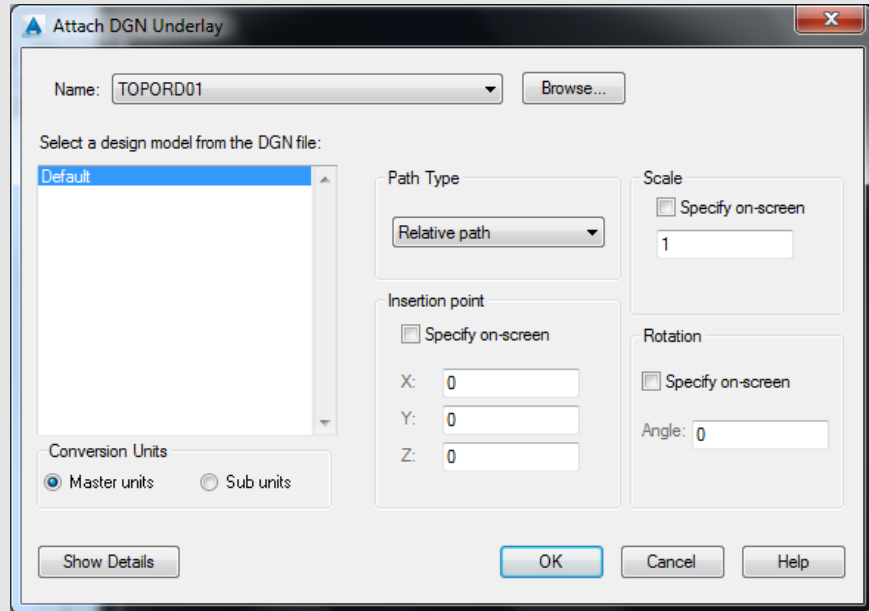 Attach DGN Underlay
Name: TOPORD01 Browse...
Select a design model from the DGN file:
Default
Path Type
Relative path
Scale
Specify on-screen
1
Insertion point
Specify on-screen
X: 0
Y: 0
Z: 0
Rotation
Specify on-screen
Angle: 0
Conversion Units
Master units Sub units
Show Details OK Cancel Help